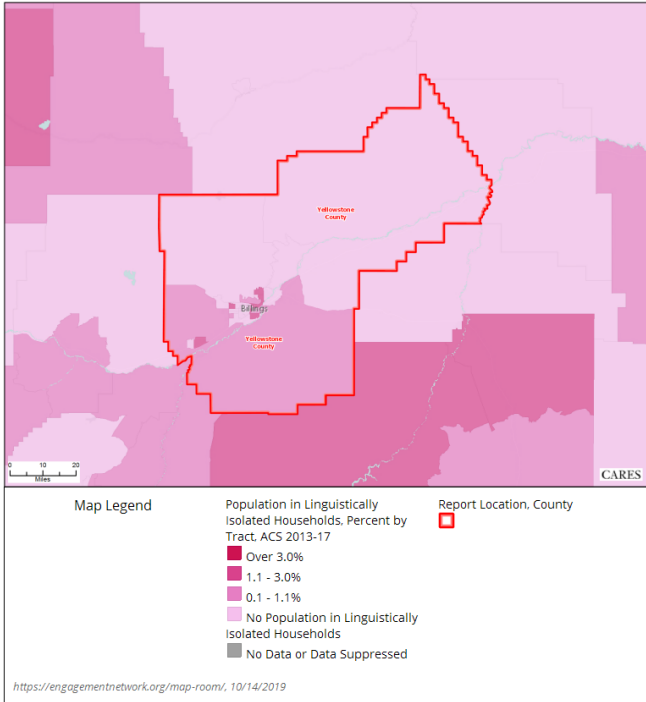 Yellowstone
County
Billings
Yellowstone
County
0 10 20
Miles
CARES
Map Legend
Population in Linguistically
Isolated Households, Percent by
Tract, ACS 2013-17
Over 3.0%
1.1 - 3.0%
0.1 - 1.1%
No Population in Linguistically
Isolated Households
No Data or Data Suppressed
Report Location, County
https://engagementnetwork.org/map-room/, 10/14/2019